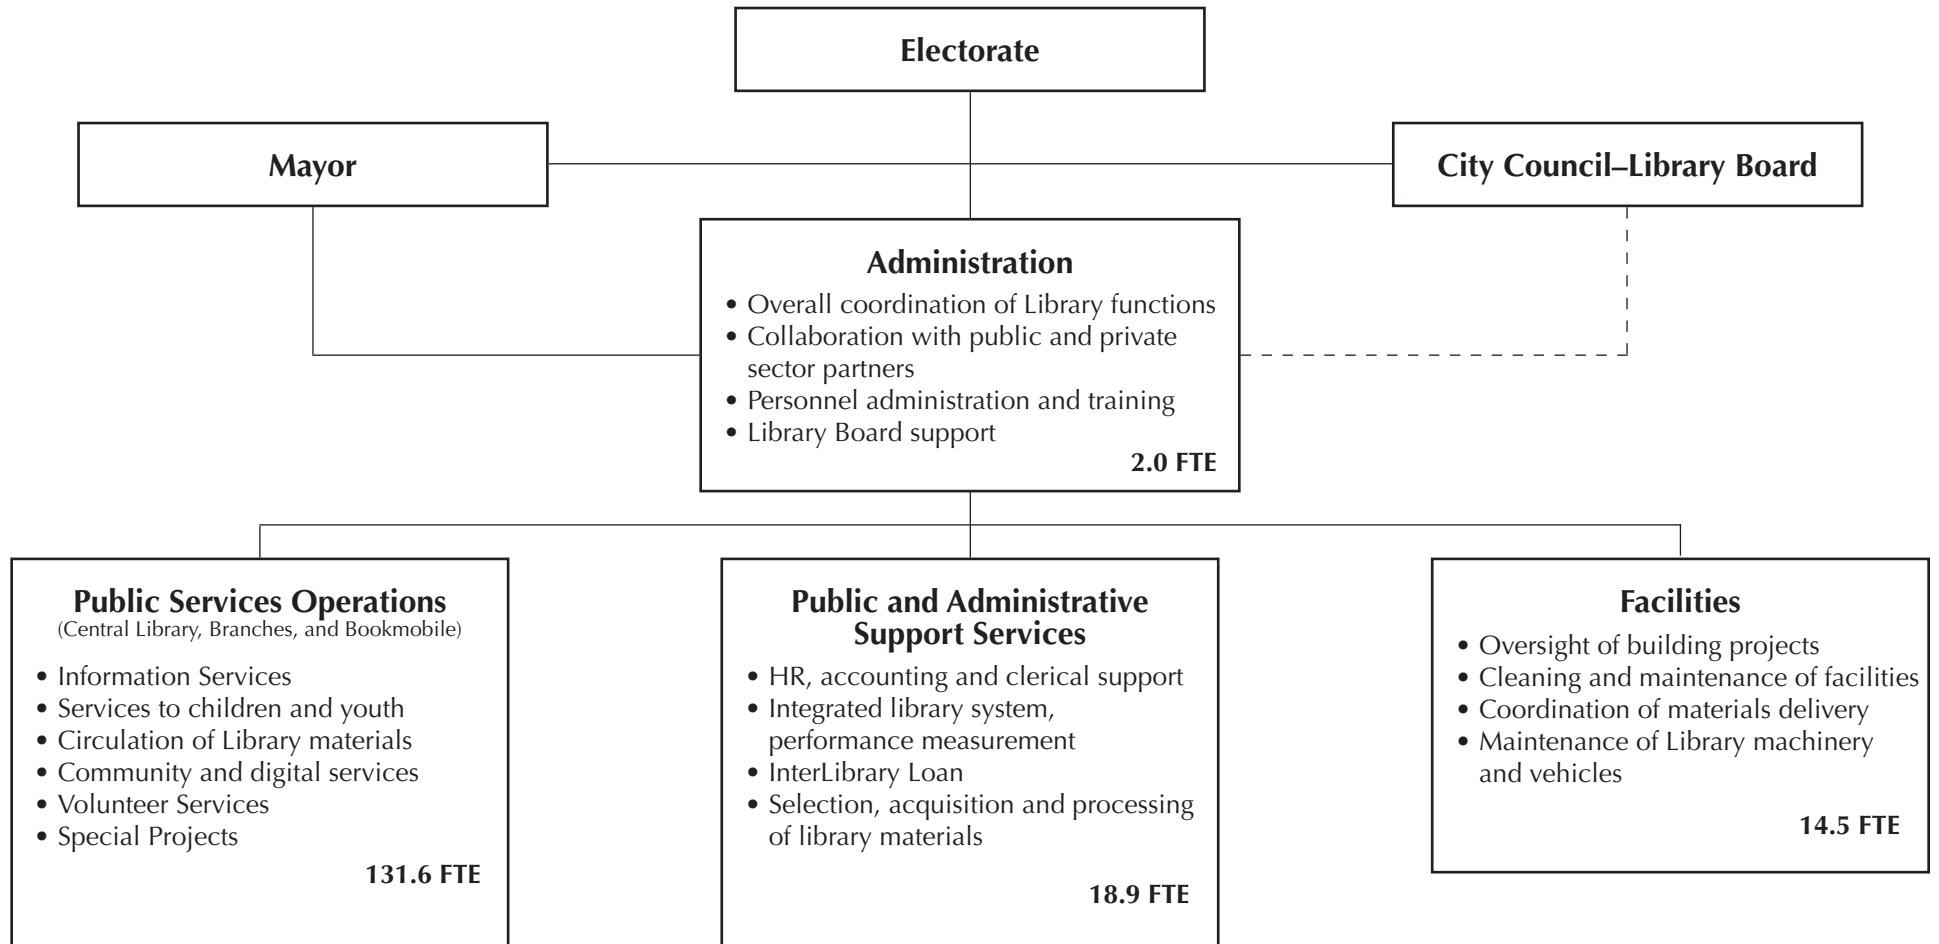 Electorate
Mayor
City Council–Library Board
Administration
• Overall coordination of Library functions
• Collaboration with public and private
sector partners
• Personnel administration and training
• Library Board support
2.0 FTE
Public Services Operations
(Central Library, Branches, and Bookmobile)
• Information Services
• Services to children and youth
• Circulation of Library materials
• Community and digital services
• Volunteer Services
• Special Projects
131.6 FTE
Public and Administrative
Support Services
• HR, accounting and clerical support
• Integrated library system,
performance measurement
• InterLibrary Loan
• Selection, acquisition and processing
of library materials
18.9 FTE
Facilities
• Oversight of building projects
• Cleaning and maintenance of facilities
• Coordination of materials delivery
• Maintenance of Library machinery
and vehicles
14.5 FTE